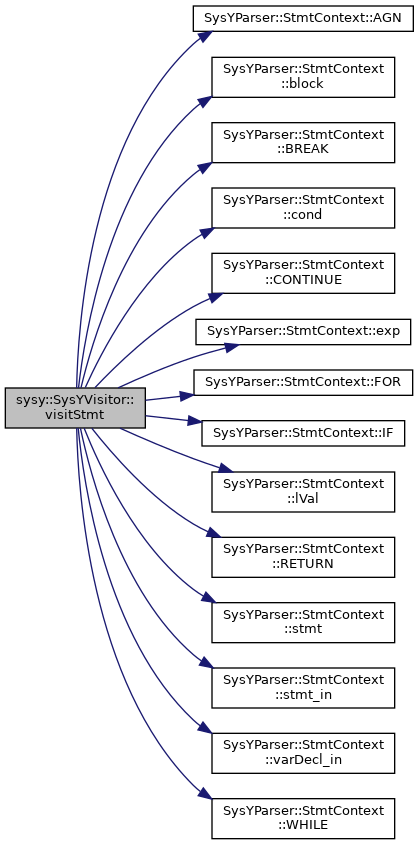 SysYParser::StmtContext::AGN
SysYParser::StmtContext
::block
SysYParser::StmtContext
::BREAK
SysYParser::StmtContext
::cond
SysYParser::StmtContext
::CONTINUE
SysYParser::StmtContext::exp
SysYParser::StmtContext::FOR
sysy::SysYVisitor::
visitStmt
SysYParser::StmtContext::IF
SysYParser::StmtContext
::lVal
SysYParser::StmtContext
::RETURN
SysYParser::StmtContext
::stmt
SysYParser::StmtContext
::stmt_in
SysYParser::StmtContext
::varDecl_in
SysYParser::StmtContext
::WHILE